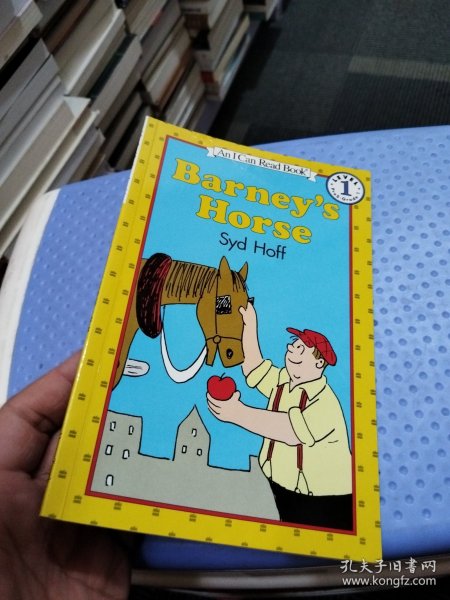 An I Can Read Book
LEVEL
1
Barney's
Horse
Syd Hoff
孔夫子旧书网
www.kongfz.com